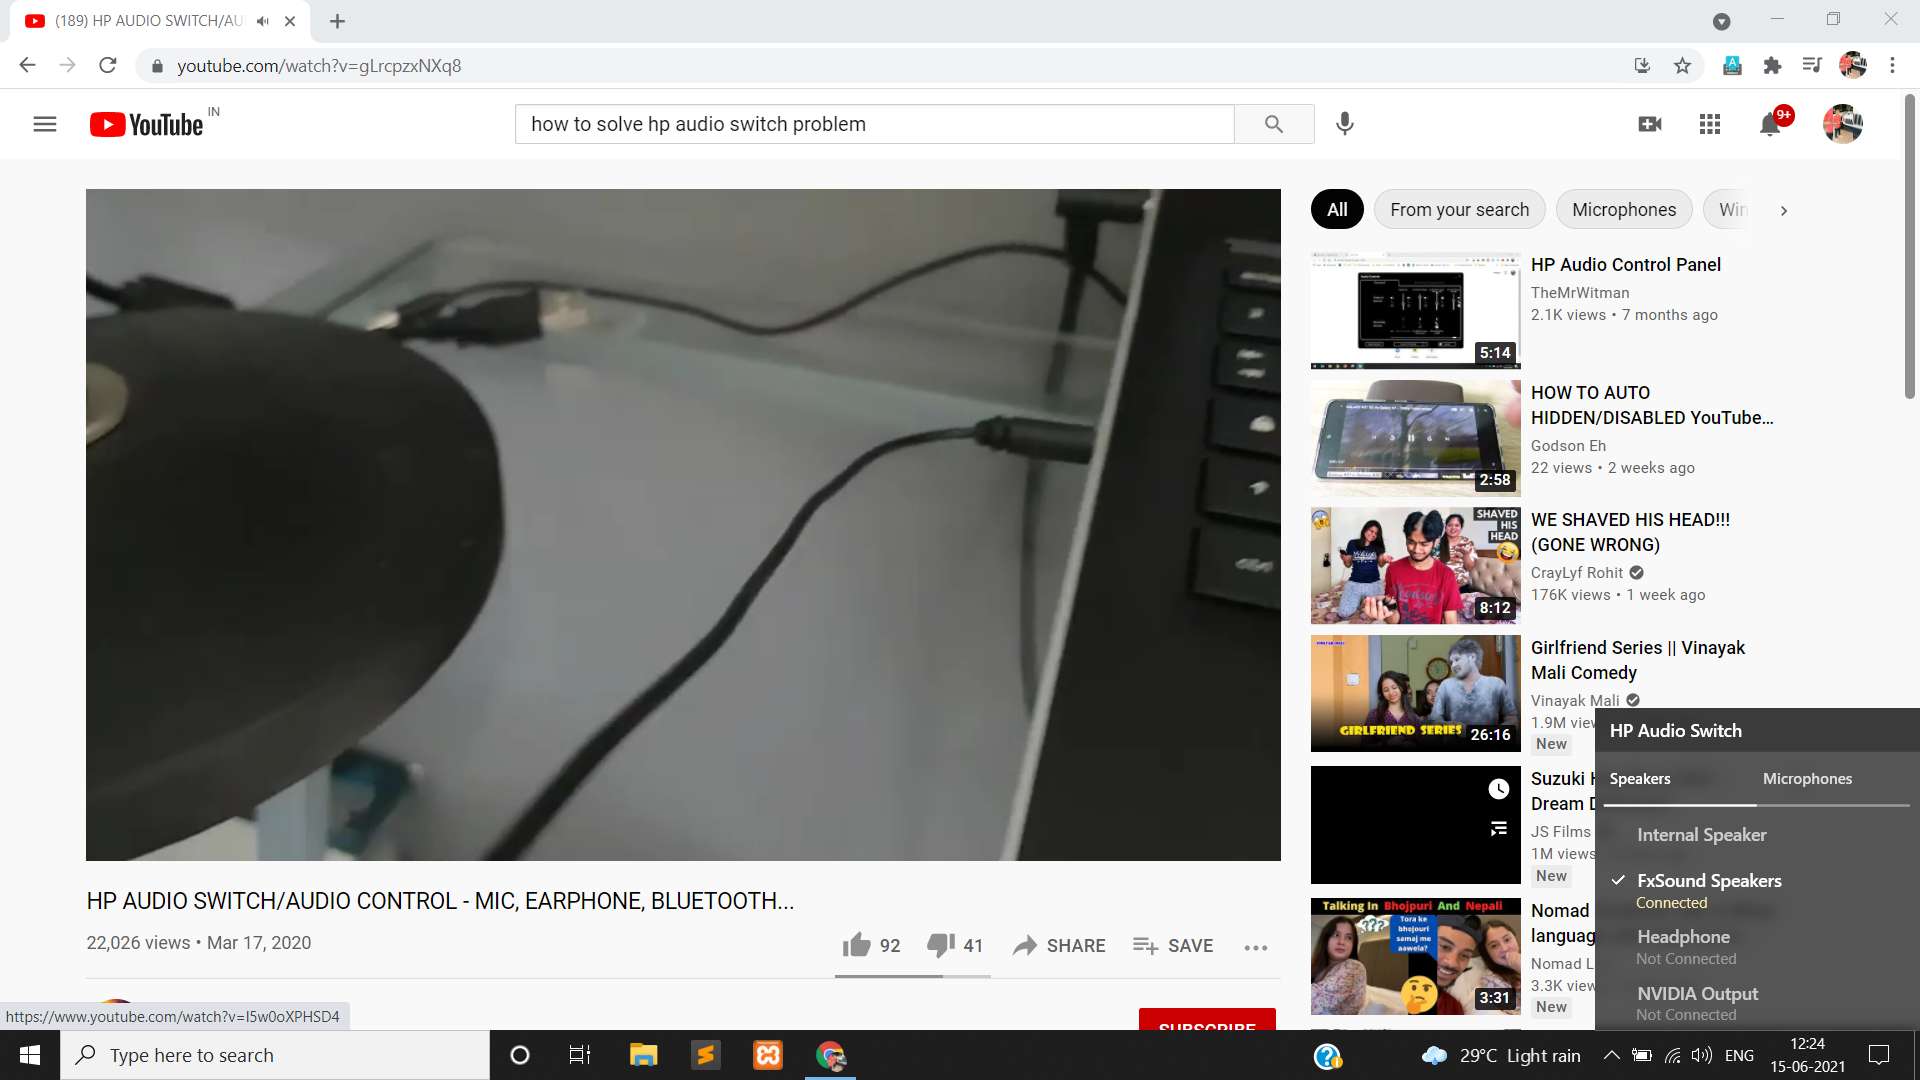 (189) HP AUDIO SWITCH/AU
youtube.com/watch?v=gLrcpzxNXq8
YouTube IN
how to solve hp audio switch problem
9+
All
From your search
Microphones
Win
HP Audio Control Panel
TheMrWitman
2.1K views • 7 months ago
5:14
HOW TO AUTO
HIDDEN/DISABLED YouTube...
Godson Eh
22 views • 2 weeks ago
2:58
SHAVED
HIS
HEAD
WE SHAVED HIS HEAD!!!
(GONE WRONG)
CrayLyf Rohit
176K views • 1 week ago
8:12
Girlfriend Series || Vinayak
Mali Comedy
Vinayak Mali
1.9M view
New
GIRLFRIEND SERIES
26:16
Suzuki
Dream D
JS Films
1M views
New
Talking In Bhojpuri And Nepali
???
Tora ke
bhojouri
samaj me
aawela?
3:31
Nomad
languag
Nomad L
3.3K view
New
HP Audio Switch
Speakers
Microphones
Internal Speaker
FxSound Speakers
Connected
Headphone
Not Connected
NVIDIA Output
Not Connected
HP AUDIO SWITCH/AUDIO CONTROL - MIC, EARPHONE, BLUETOOTH...
22,026 views • Mar 17, 2020
92
41
SHARE
SAVE
SUBSCRIBE
https://www.youtube.com/watch?v=I5w0oXPHSD4
Type here to search
29°C Light rain
ENG
12:24
15-06-2021